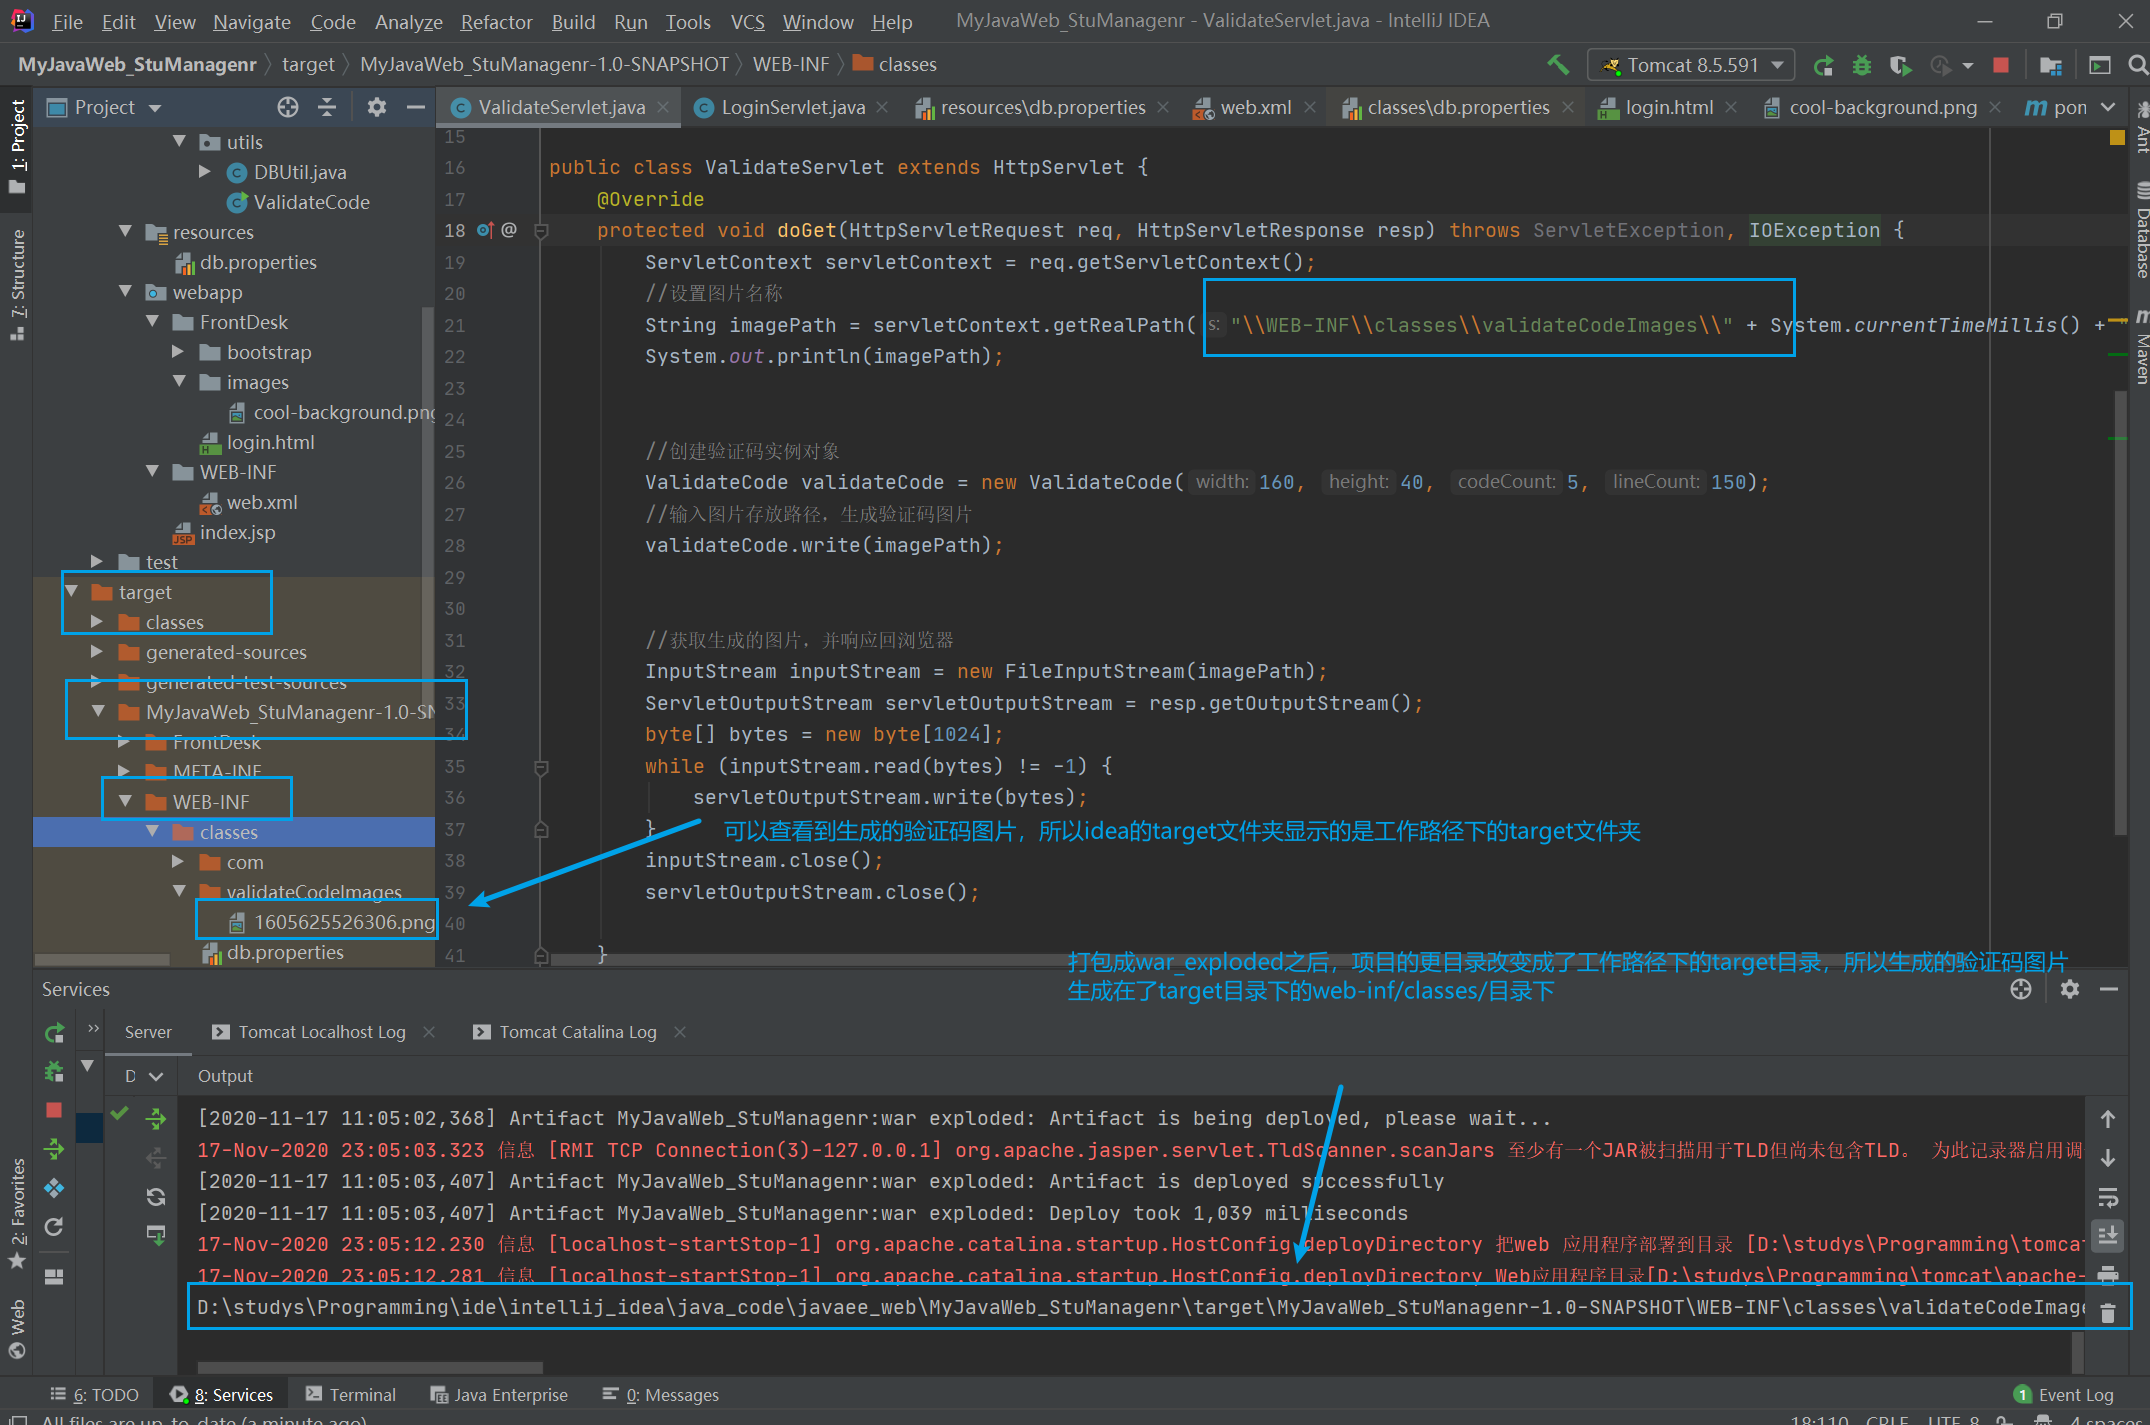 File Edit View Navigate Code Analyze Refactor Build Run Tools VCS Window Help MyJavaWeb_StuManagenr - ValidateServlet.java - IntelliJ IDEA
MyJavaWeb_StuManagenr target MyJavaWeb_StuManagenr-1.0-SNAPSHOT WEB-INF classes Tomcat 8.5.591
Project
ValidateServlet.java LoginServlet.java resources\db.properties web.xml classes\db.properties login.html cool-background.png pon
1: Project
7: Structure
2: Favorites
Web
utils
DBUtil.java
ValidateCode
resources
db.properties
webapp
FrontDesk
bootstrap
images
cool-background.png
login.html
WEB-INF
web.xml
index.jsp
test
target
classes
generated-sources
generated-test-sources
MyJavaWeb_StuManagenr-1.0-SN
FrontDesk
META-INF
WEB-INF
classes
com
validateCodeImages
1605625526306.png
db.properties
15
16 public class ValidateServlet extends HttpServlet {
17 @Override
18 @ protected void doGet(HttpServletRequest req, HttpServletResponse resp) throws ServletException, IOException {
19 ServletContext servletContext = req.getServletContext();
20 //设置图片名称
21 String imagePath = servletContext.getRealPath( s: "\\WEB-INF\\classes\\validateCodeImages\\" + System.currentTimeMillis() + "
22 System.out.println(imagePath);
23
24
25 //创建验证码实例对象
26 ValidateCode validateCode = new ValidateCode( width: 160, height: 40, codeCount: 5, lineCount: 150);
27 //输入图片存放路径，生成验证码图片
28 validateCode.write(imagePath);
29
30
31 //获取生成的图片，并响应回浏览器
32 InputStream inputStream = new FileInputStream(imagePath);
33 ServletOutputStream servletOutputStream = resp.getOutputStream();
34 byte[] bytes = new byte[1024];
35 while (inputStream.read(bytes) != -1) {
36 servletOutputStream.write(bytes);
37 } 可以查看到生成的验证码图片，所以idea的target文件夹显示的是工作路径下的target文件夹
38 inputStream.close();
39 servletOutputStream.close();
40
41 }
打包成war_exploded之后，项目的更目录改变成了工作路径下的target目录，所以生成的验证码图片
生成在了target目录下的web-inf/classes/目录下
Ant
Database
Maven
Services
Server Tomcat Localhost Log Tomcat Catalina Log
D Output
[2020-11-17 11:05:02,368] Artifact MyJavaWeb_StuManagenr:war exploded: Artifact is being deployed, please wait...
17-Nov-2020 23:05:03.323 信息 [RMI TCP Connection(3)-127.0.0.1] org.apache.jasper.servlet.TldScanner.scanJars 至少有一个JAR被扫描用于TLD但尚未包含TLD。 为此记录器启用调
[2020-11-17 11:05:03,407] Artifact MyJavaWeb_StuManagenr:war exploded: Artifact is deployed successfully
[2020-11-17 11:05:03,407] Artifact MyJavaWeb_StuManagenr:war exploded: Deploy took 1,039 milliseconds
17-Nov-2020 23:05:12.230 信息 [localhost-startStop-1] org.apache.catalina.startup.HostConfig.deployDirectory 把web 应用程序部署到目录 [D:\studys\Programming\tomcat
17-Nov-2020 23:05:12.281 信息 [localhost-startStop-1] org.apache.catalina.startup.HostConfig.deployDirectory Web应用程序目录[D:\studys\Programming\tomcat\apache-
D:\studys\Programming\ide\intellij_idea\java_code\javaee_web\MyJavaWeb_StuManagenr\target\MyJavaWeb_StuManagenr-1.0-SNAPSHOT\WEB-INF\classes\validateCodeImage
6: TODO 8: Services Terminal Java Enterprise 0: Messages 1 Event Log
All files are up-to-date (a minute ago) 18:110 CRLF UTF-8 4 spaces